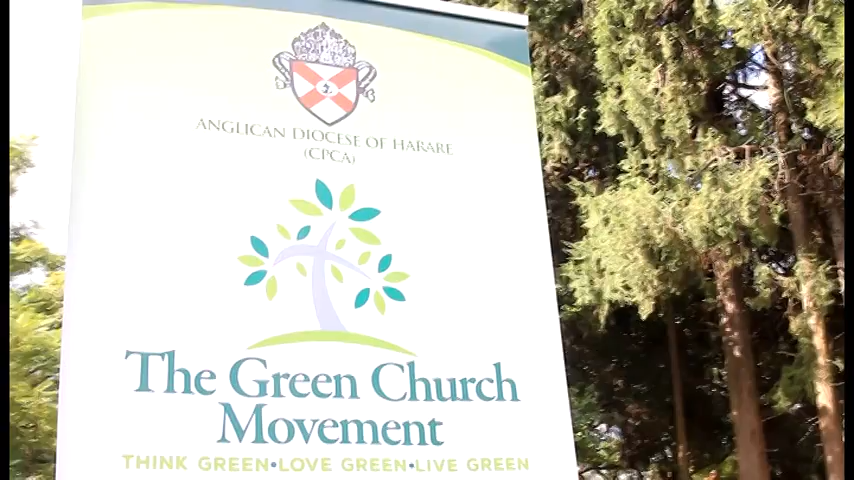 ANGLICAN DIOCESE OF HARARE
(CPCA)
The Green Church
Movement
THINK GREEN•LOVE GREEN•LIVE GREEN